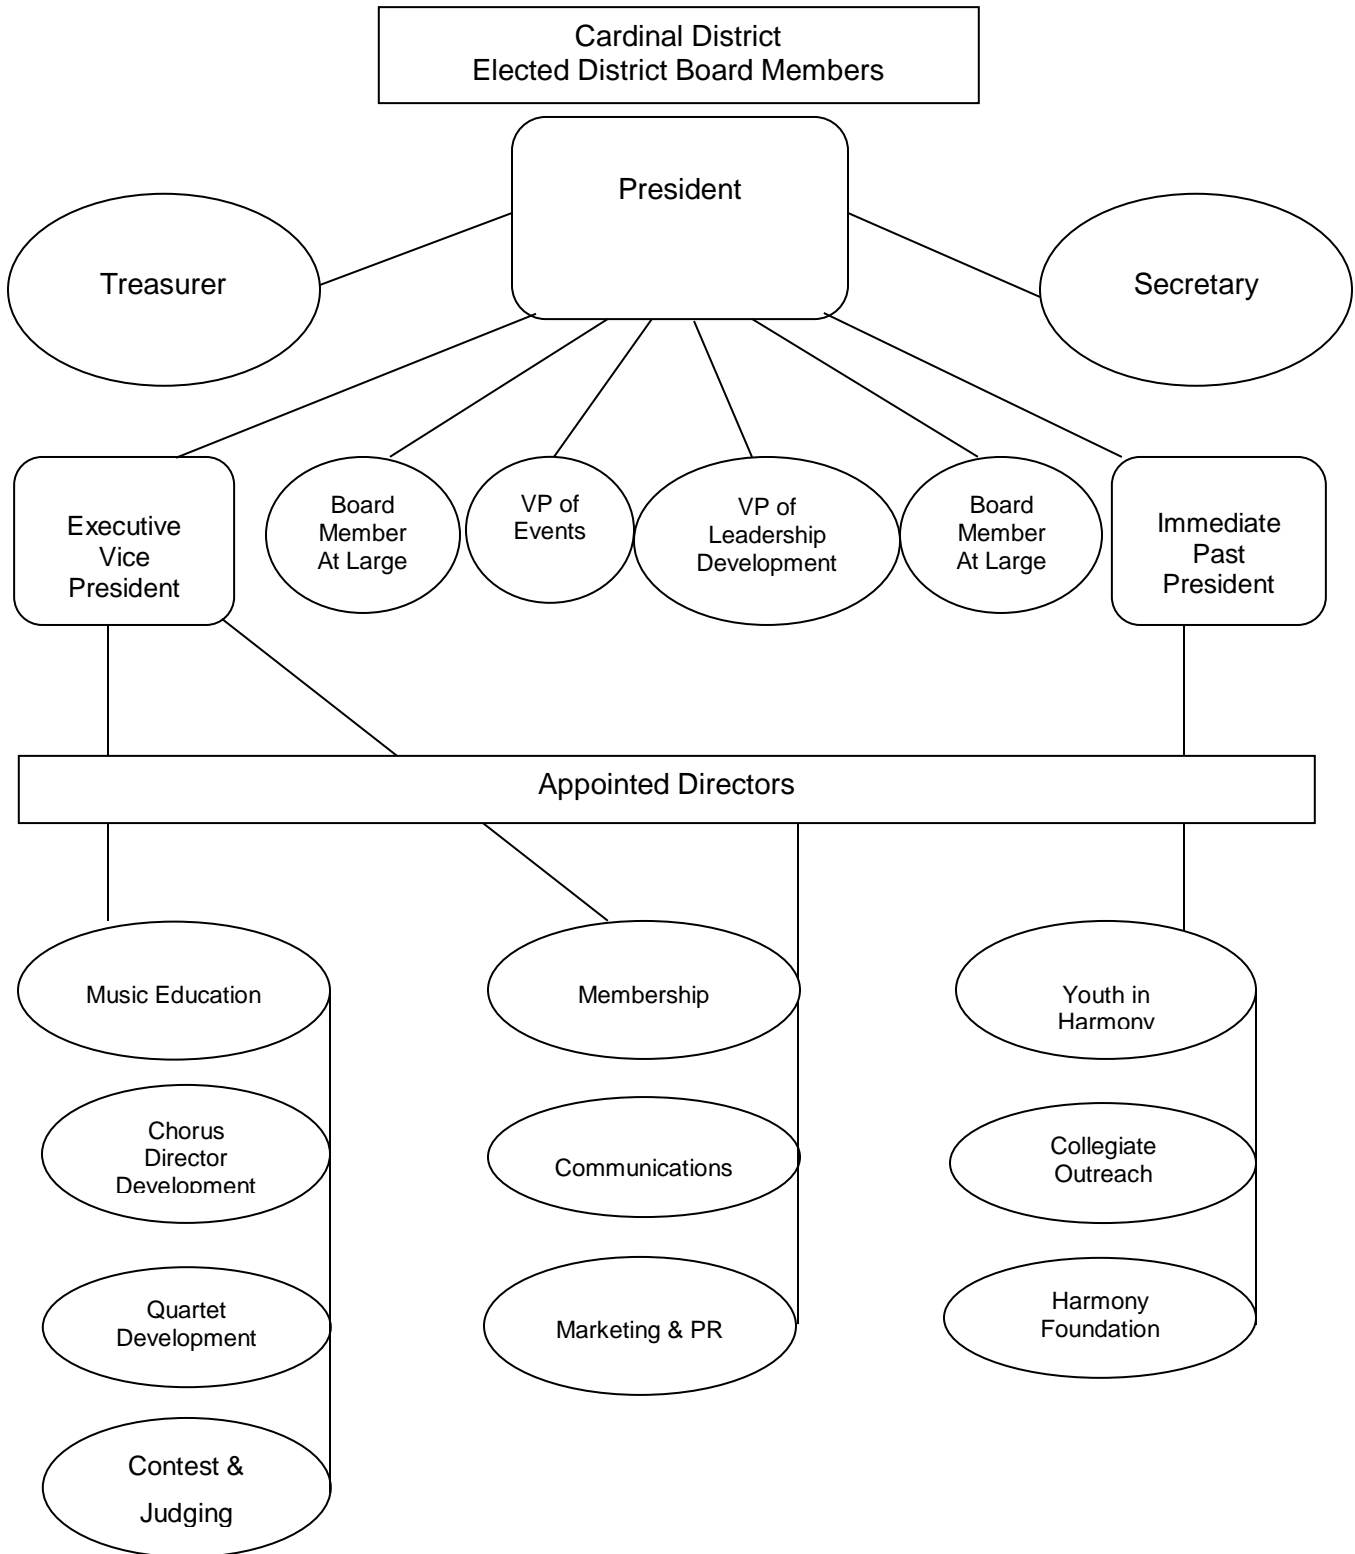 Cardinal District
Elected District Board Members
President
Treasurer
Secretary
Executive
Vice
President
Board
Member
At Large
VP of
Events
VP of
Leadership
Development
Board
Member
At Large
Immediate
Past
President
Appointed Directors
Music Education
Membership
Youth in
Harmony
Chorus
Director
Development
Communications
Collegiate
Outreach
Quartet
Development
Marketing & PR
Harmony
Foundation
Contest &
Judging